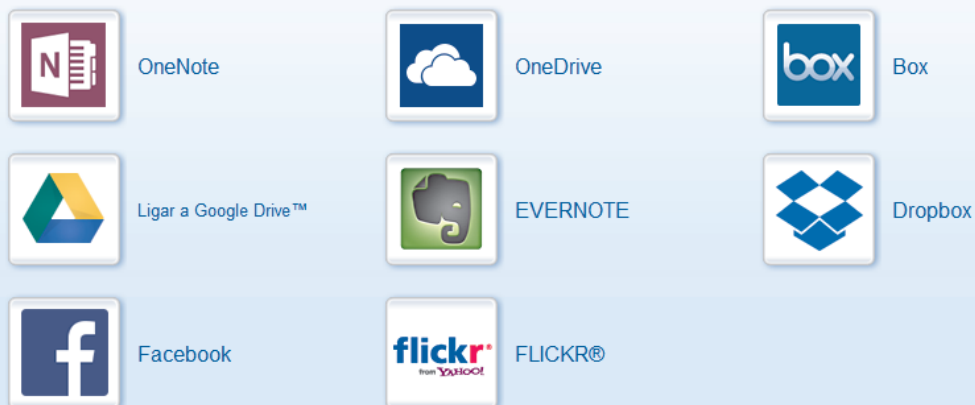 N
OneNote
OneDrive
box
Box
Ligar a Google Drive™
EVERNOTE
Dropbox
f
Facebook
flickr
from YAHOO!
FLICKR®